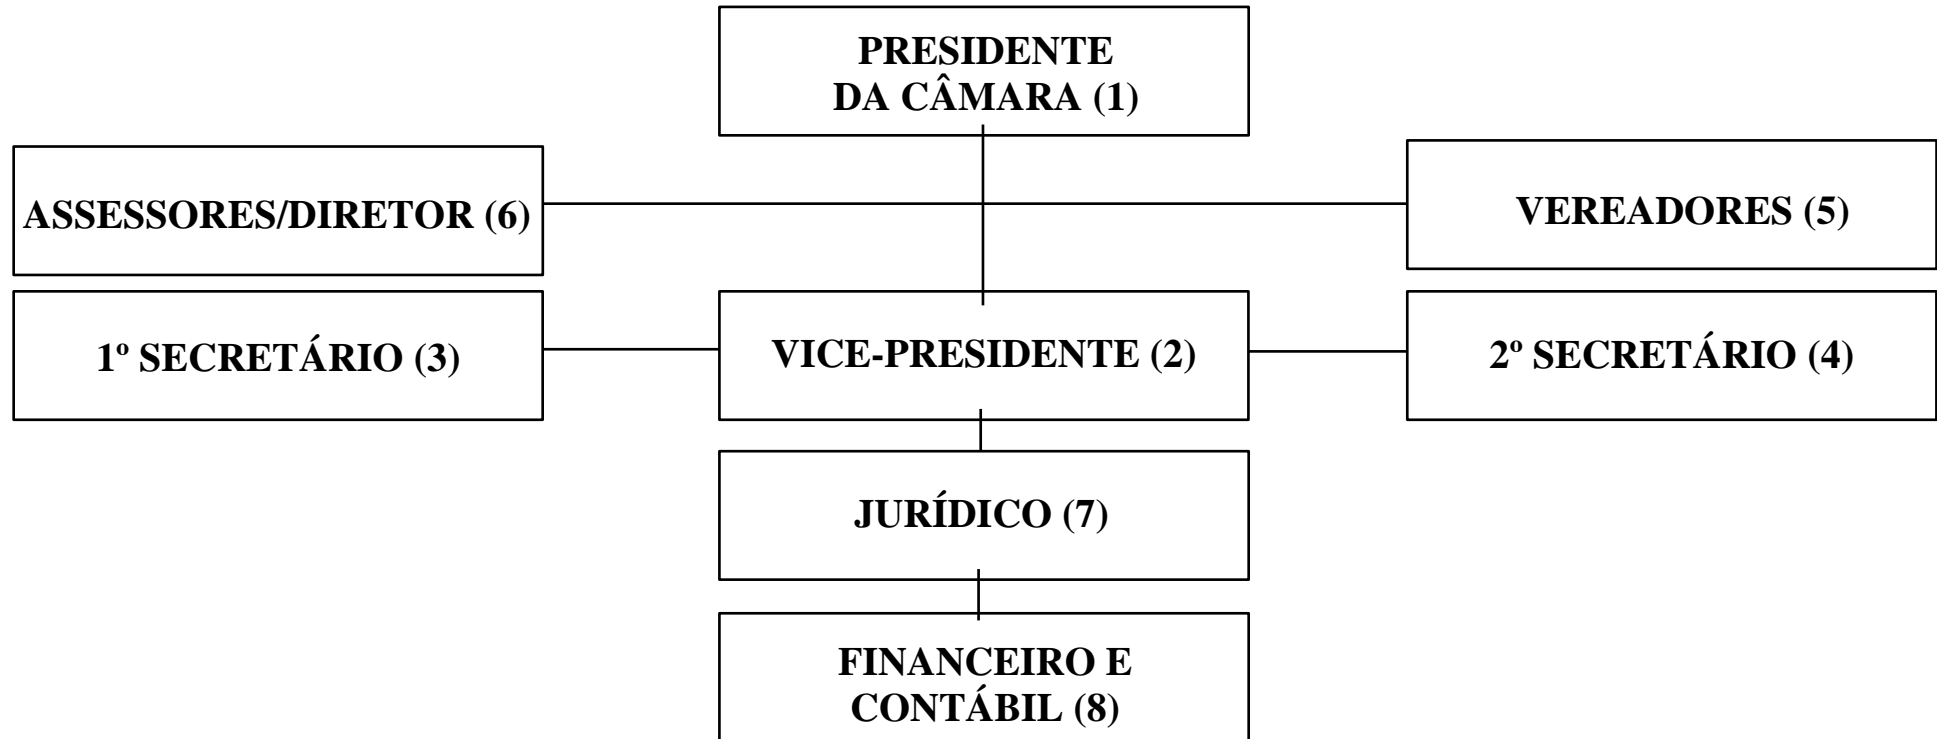 PRESIDENTE
DA CÂMARA (1)
ASSESSORES/DIRETOR (6)
VEREADORES (5)
1º SECRETÁRIO (3)
VICE-PRESIDENTE (2)
2º SECRETÁRIO (4)
JURÍDICO (7)
FINANCEIRO E
CONTÁBIL (8)